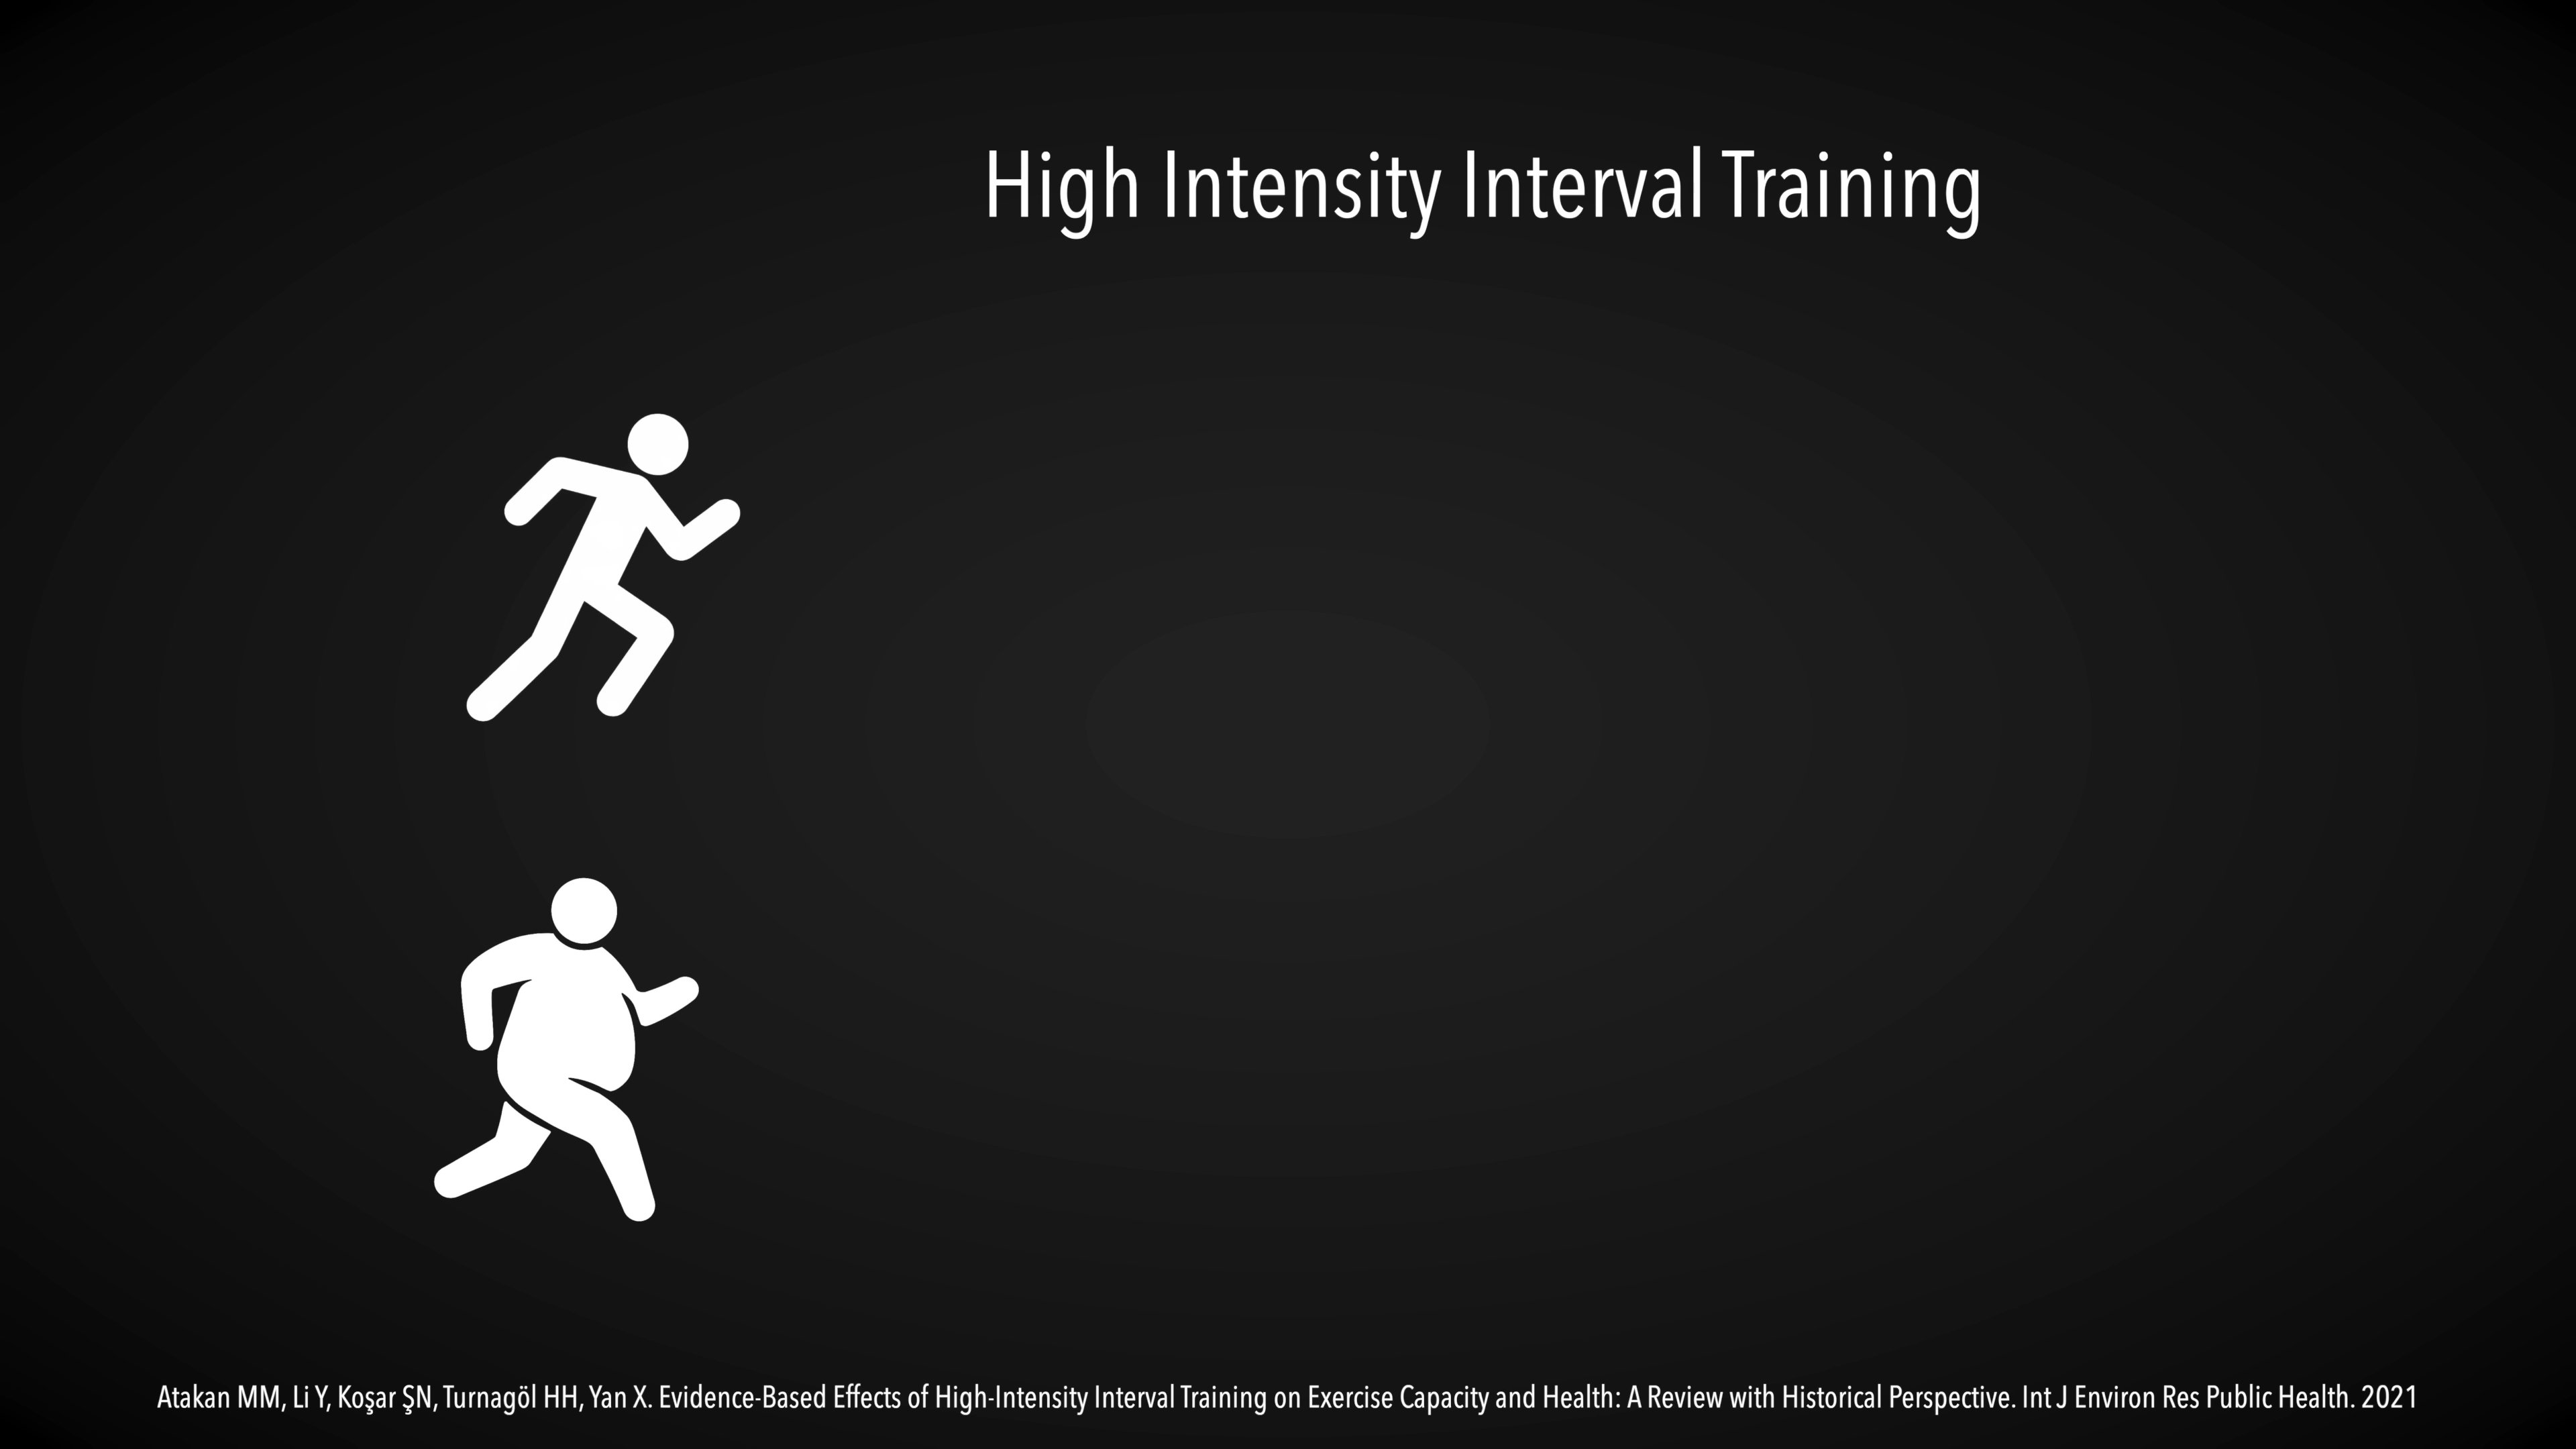 High Intensity Interval Training
Atakan MM, Li Y, Koşar ŞN, Turnagöl HH, Yan X. Evidence-Based Effects of High-Intensity Interval Training on Exercise Capacity and Health: A Review with Historical Perspective. Int J Environ Res Public Health. 2021